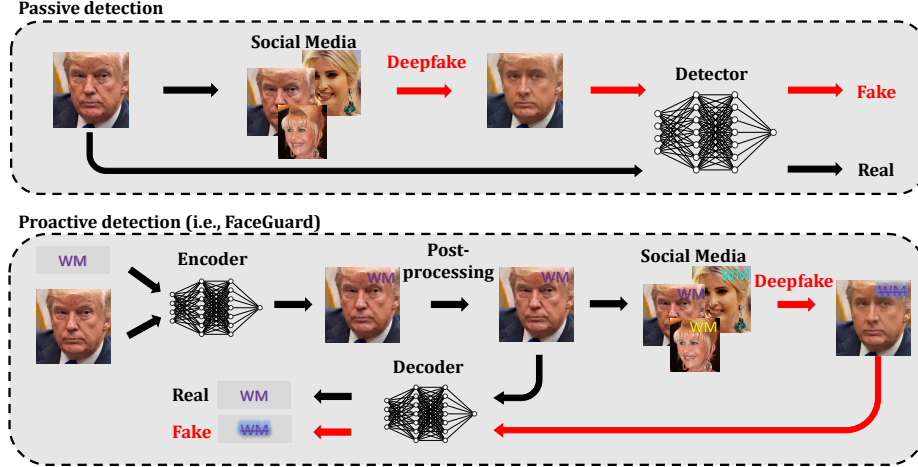 Passive detection
Social Media
Deepfake
Detector
Fake
Real
Proactive detection (i.e., FaceGuard)
WM
Encoder
WM
Post-
processing
WM
Social Media
WM
WM
WM
Deepfake
WM
Decoder
Real
WM
Fake
WM